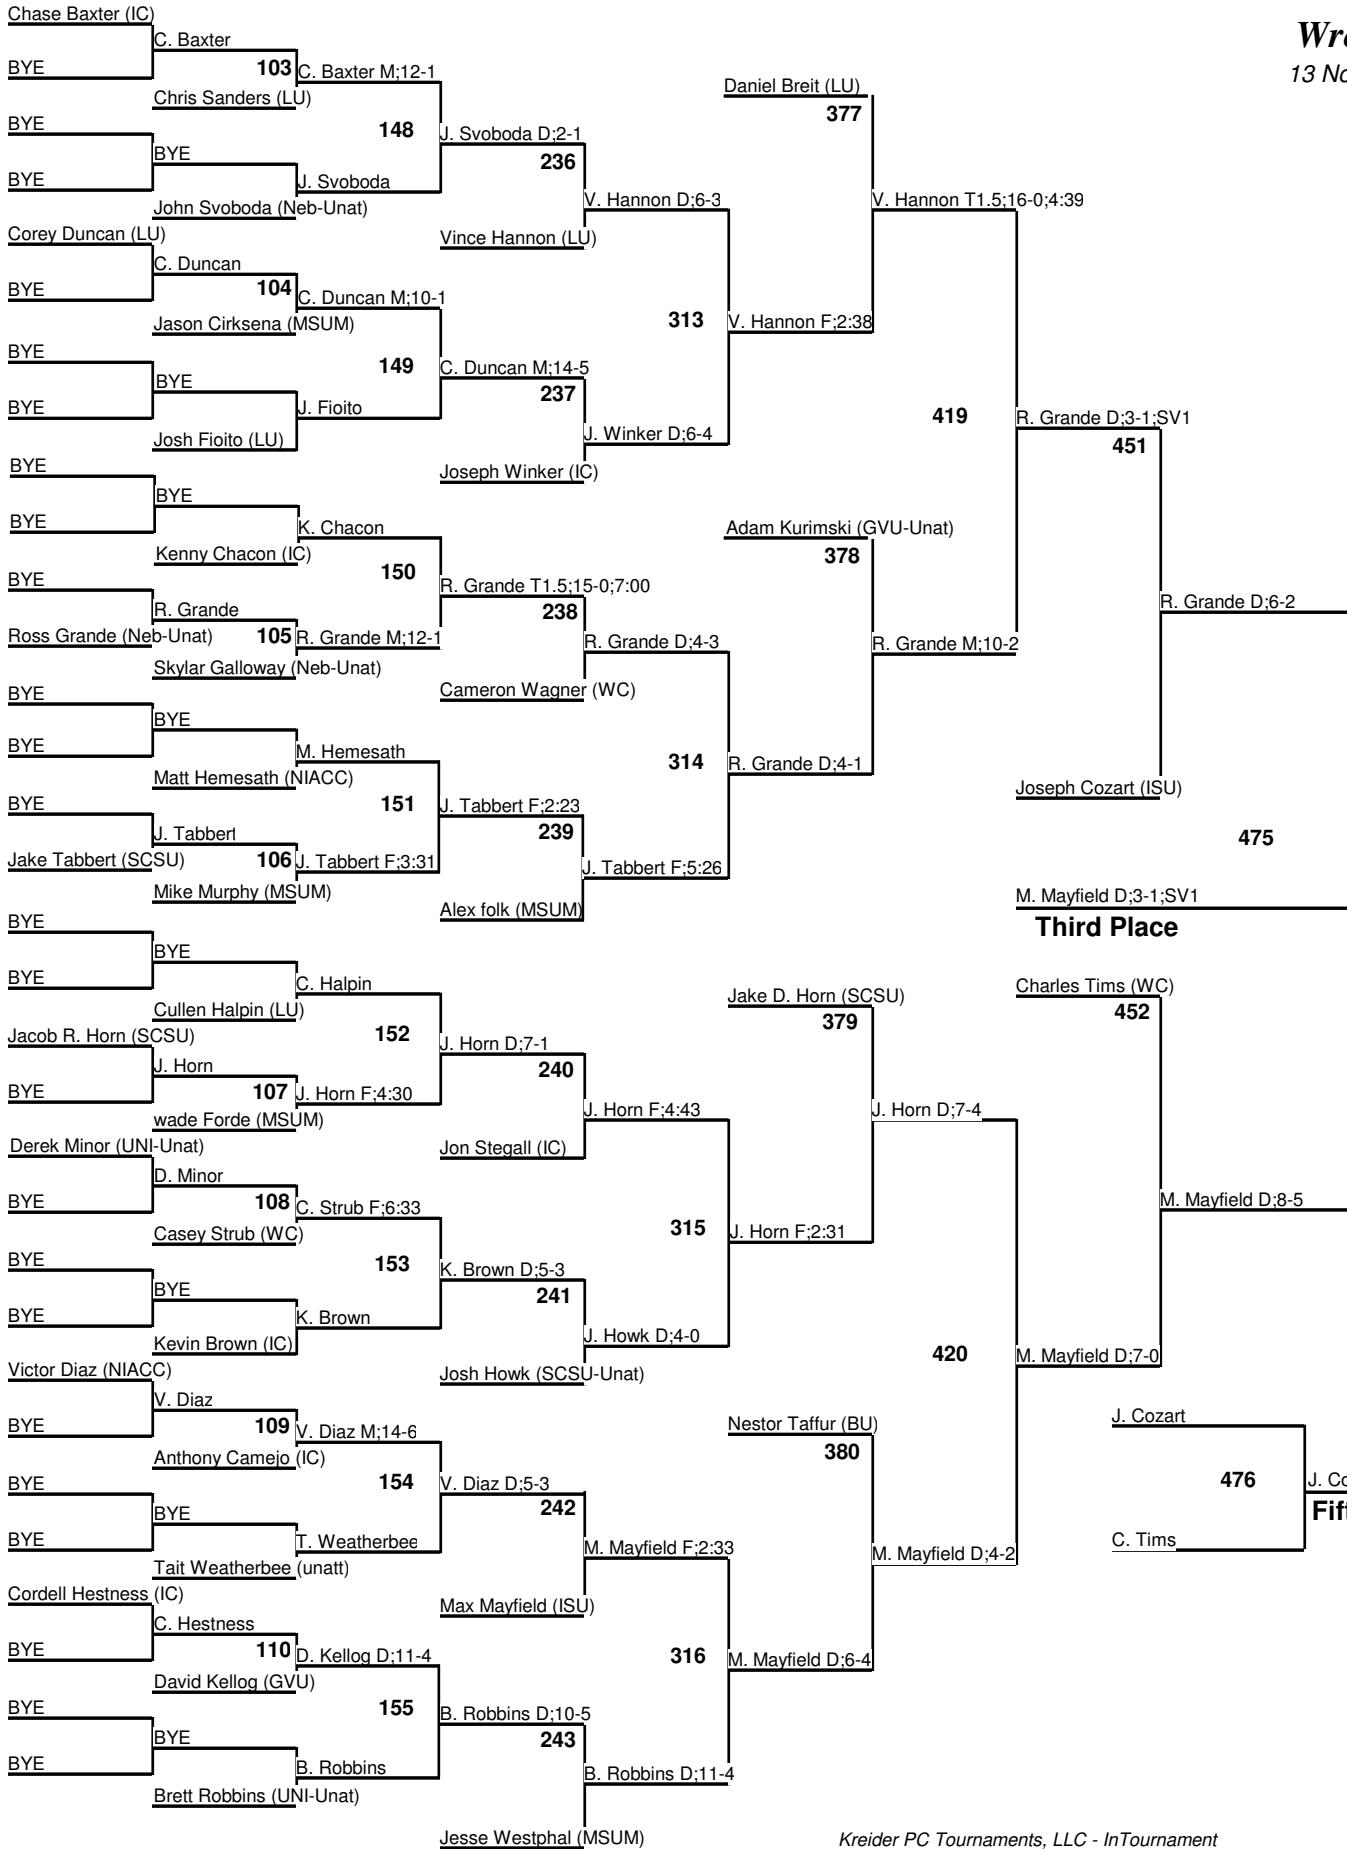 Chase Baxter (IC)
C. Baxter
BYE
103
C. Baxter M;12-1
Chris Sanders (LU)
BYE
148
J. Svoboda D;2-1
BYE
236
BYE
J. Svoboda
John Svoboda (Neb-Unat)
V. Hannon D;6-3
Vince Hannon (LU)
Corey Duncan (LU)
C. Duncan
BYE
104
C. Duncan M;10-1
Jason Cirksena (MSUM)
313
V. Hannon F;2:38
BYE
149
C. Duncan M;14-5
BYE
237
BYE
J. Fioito
Josh Fioito (LU)
J. Winker D;6-4
Joseph Winker (IC)
BYE
BYE
BYE
K. Chacon
Kenny Chacon (IC)
150
BYE
R. Grande T1.5;15-0;7:00
R. Grande
238
Ross Grande (Neb-Unat)
105
R. Grande M;12-1
R. Grande D;4-3
Skylar Galloway (Neb-Unat)
Cameron Wagner (WC)
BYE
BYE
BYE
M. Hemesath
314
R. Grande D;4-1
Matt Hemesath (NIACC)
151
BYE
J. Tabbert F;2:23
J. Tabbert
239
Jake Tabbert (SCSU)
106
J. Tabbert F;3:31
J. Tabbert F;5:26
Mike Murphy (MSUM)
Alex folk (MSUM)
BYE
BYE
BYE
C. Halpin
Cullen Halpin (LU)
152
Jacob R. Horn (SCSU)
J. Horn D;7-1
J. Horn
240
BYE
107
J. Horn F;4:30
J. Horn F;4:43
wade Forde (MSUM)
Jon Stegall (IC)
Derek Minor (UNI-Unat)
D. Minor
BYE
108
C. Strub F;6:33
Casey Strub (WC)
315
J. Horn F;2:31
BYE
153
K. Brown D;5-3
BYE
241
BYE
K. Brown
Kevin Brown (IC)
J. Howk D;4-0
Josh Howk (SCSU-Unat)
Victor Diaz (NIACC)
V. Diaz
BYE
109
V. Diaz M;14-6
Anthony Camejo (IC)
154
BYE
V. Diaz D;5-3
BYE
242
BYE
T. Weatherbee
M. Mayfield F;2:33
Tait Weatherbee (unatt)
Max Mayfield (ISU)
Cordell Hestness (IC)
C. Hestness
BYE
110
D. Kellog D;11-4
316
M. Mayfield D;6-4
David Kellog (GVU)
155
BYE
B. Robbins D;10-5
BYE
243
BYE
B. Robbins
B. Robbins D;11-4
Brett Robbins (UNI-Unat)
Jesse Westphal (MSUM)
Daniel Breit (LU)
377
V. Hannon T1.5;16-0;4:39
419
R. Grande D;3-1;SV1
451
Adam Kurimski (GVU-Unat)
378
R. Grande M;10-2
R. Grande D;6-2
Joseph Cozart (ISU)
475
M. Mayfield D;3-1;SV1
Third Place
Charles Tims (WC)
452
Jake D. Horn (SCSU)
379
J. Horn D;7-4
M. Mayfield D;8-5
420
M. Mayfield D;7-0
Nestor Taffur (BU)
380
M. Mayfield D;4-2
J. Cozart
476
C. Tims
13
Kreider PC Tournaments, LLC - InTournament